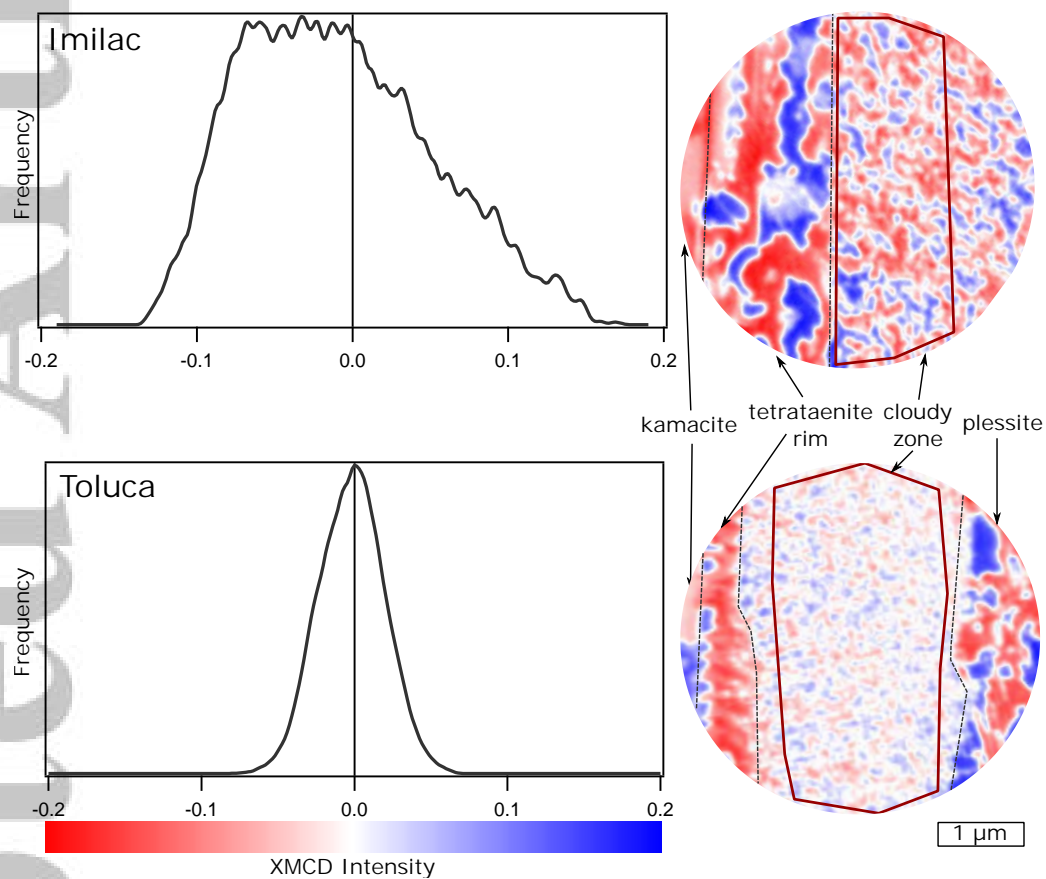 Imilac
Frequency
-0.2 -0.1 0.0 0.1 0.2
kamacite
tetrataenite
rim
cloudy
zone
plessite
Toluca
Frequency
-0.2 -0.1 0.0 0.1 0.2
XMCD Intensity
1 µm